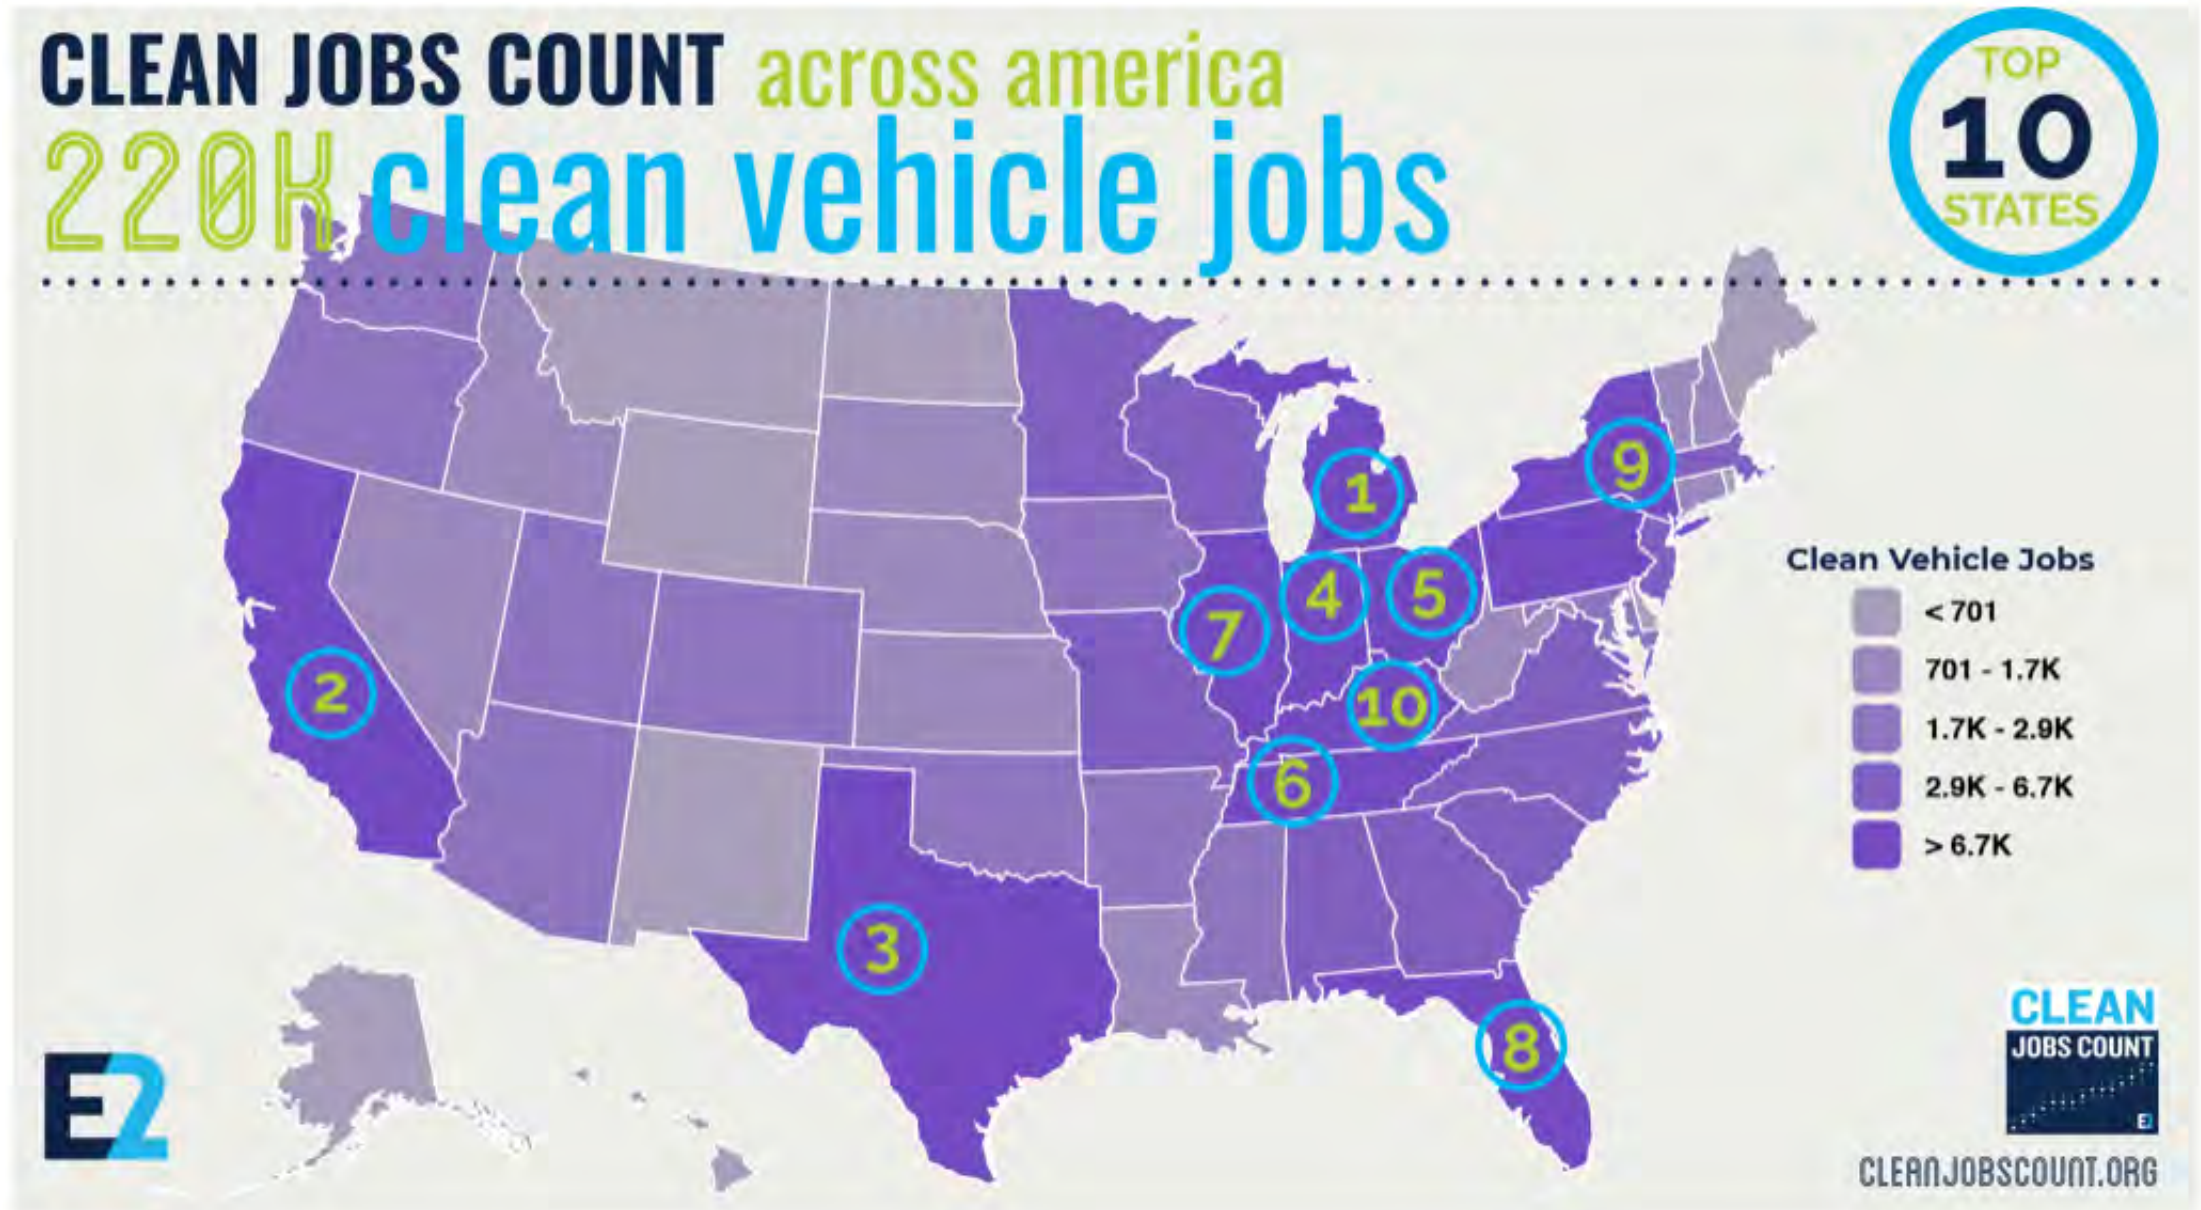 CLEAN JOBS COUNT across america
220K clean vehicle jobs
TOP
10
STATES
1
2
3
4
5
6
7
8
9
10
Clean Vehicle Jobs
< 701
701 - 1.7K
1.7K - 2.9K
2.9K - 6.7K
> 6.7K
E2
CLEAN
JOBS COUNT
E2
CLEANJOBSCOUNT.ORG